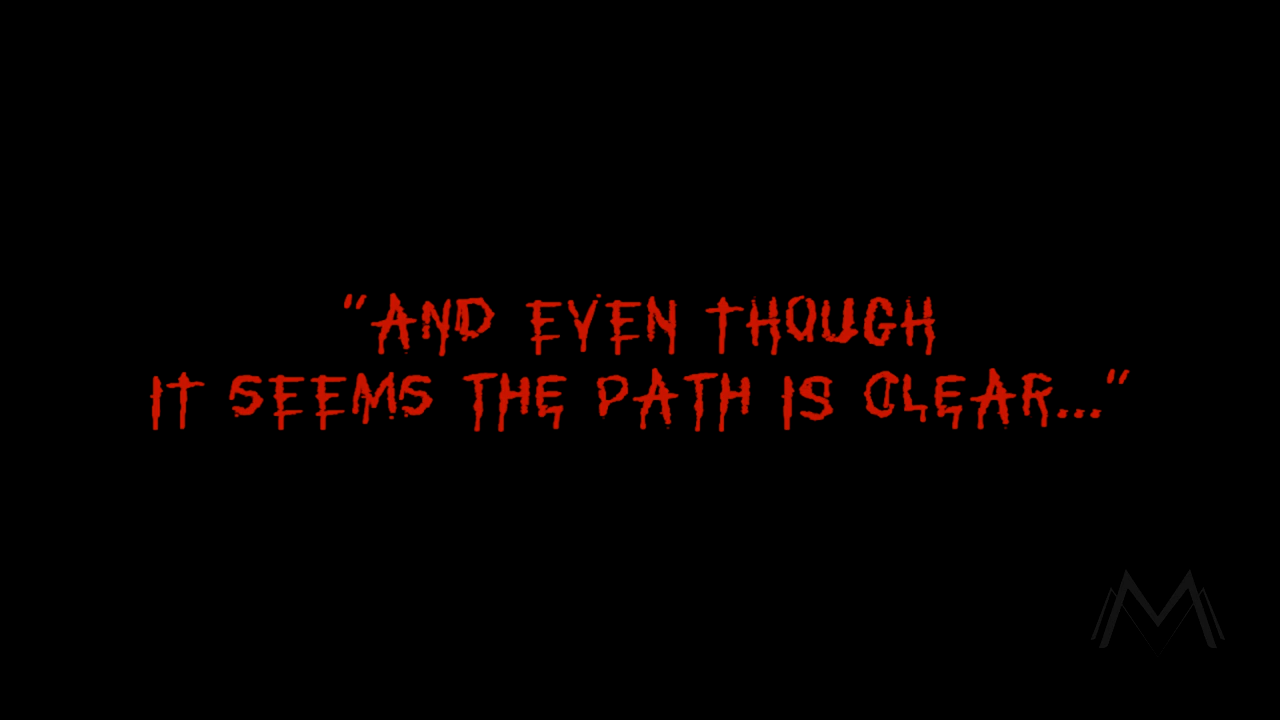 "AND EVEN THOUGH
IT SEEMS THE PATH IS CLEAR..."